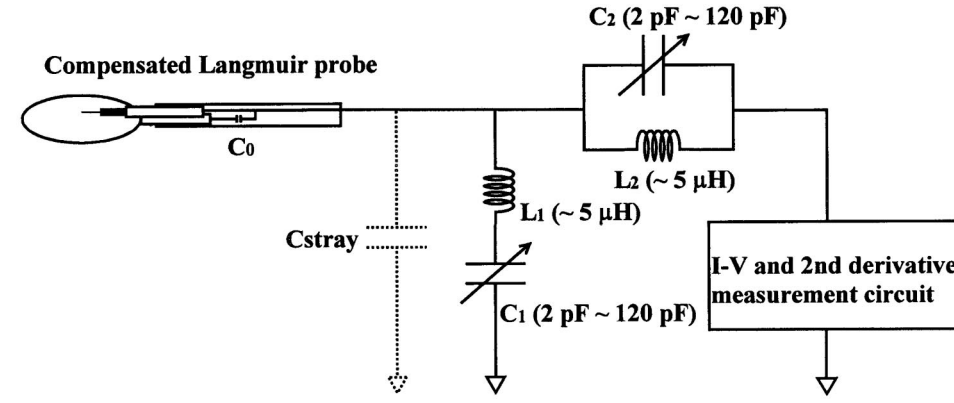 C₂ (2 pF ~ 120 pF)
Compensated Langmuir probe
C₀
L₂ (~ 5 μH)
L₁ (~ 5 μH)
Cstray
I-V and 2nd derivative
measurement circuit
C₁ (2 pF ~ 120 pF)